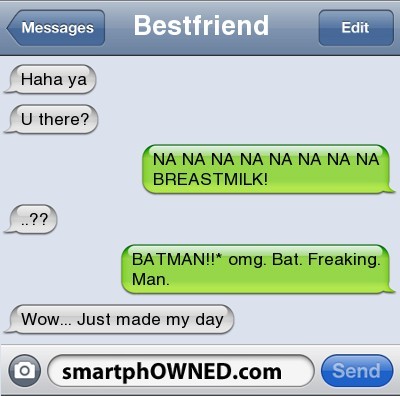 Messages
Bestfriend
Edit
Haha ya
U there?
NA NA NA NA NA NA NA NA
BREASTMILK!
..??
BATMAN!!* omg. Bat. Freaking.
Man.
Wow... Just made my day
smartphOWNED.com
Send